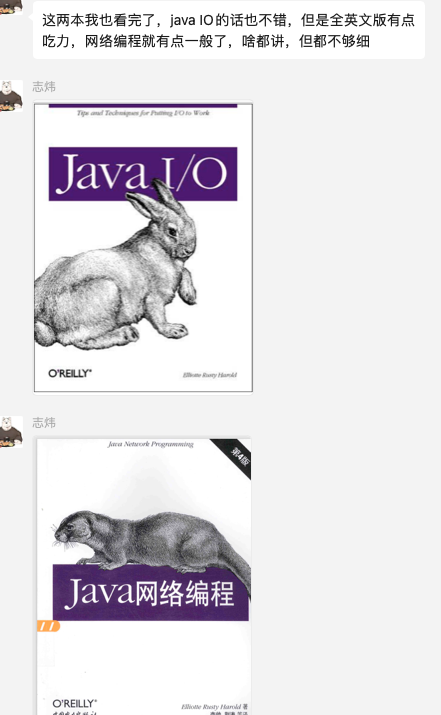 这两本我也看完了，java IO的话也不错，但是全英文版有点
吃力，网络编程就有点一般了，啥都讲，但都不够细
志炜
Tips and Techniques for Putting I/O to Work
Java I/O
O'REILLY®
Elliotte Rusty Harold
志炜
Java Network Programming
第4版
Java网络编程
O'REILLY®
Elliotte Rusty Harold 著